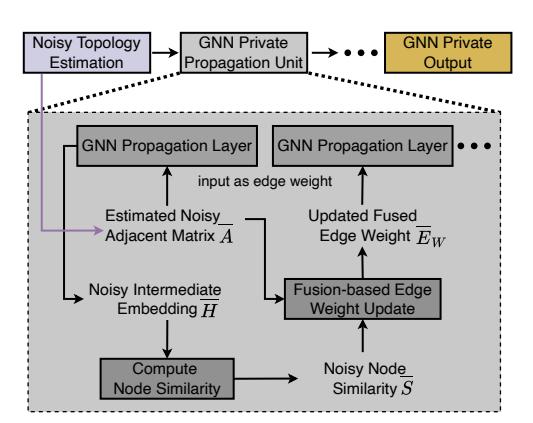 Noisy Topology
Estimation
GNN Private
Propagation Unit
GNN Private
Output
GNN Propagation Layer
GNN Propagation Layer
input as edge weight
Estimated Noisy
Adjacent Matrix $\overline{A}$
Updated Fused
Edge Weight $\overline{E}_W$
Noisy Intermediate
Embedding $\overline{H}$
Fusion-based Edge
Weight Update
Compute
Node Similarity
Noisy Node
Similarity $\overline{S}$